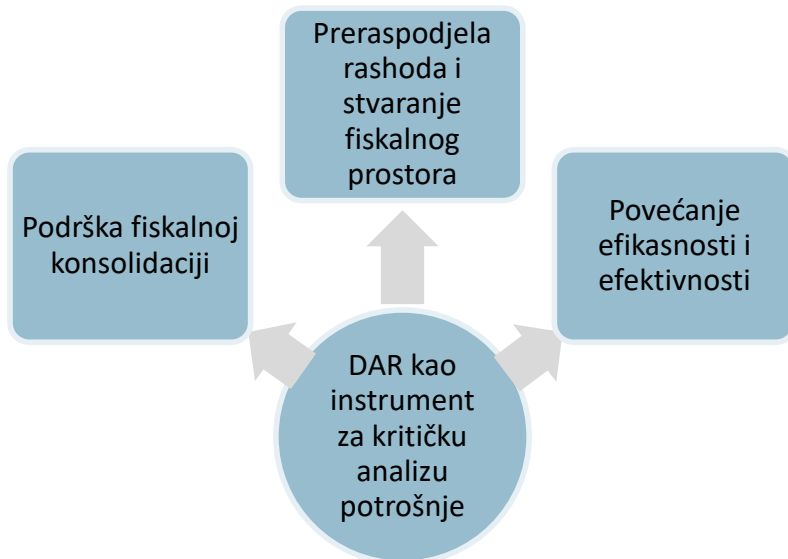 Preraspodjela
rashoda i
stvaranje
fiskalnog
prostora
Podrška fiskalnoj
konsolidaciji
Povećanje
efikasnosti i
efektivnosti
DAR kao
instrument
za kritičku
analizu
potrošnje